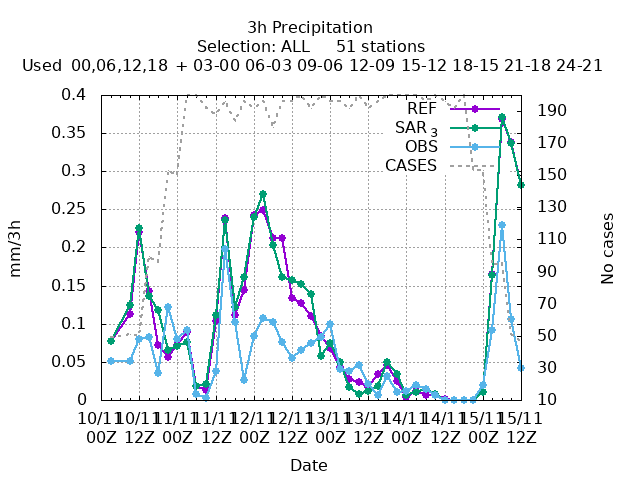 3h Precipitation
Selection: ALL 51 stations
Used 00,06,12,18 + 03-00 06-03 09-06 12-09 15-12 18-15 21-18 24-21
REF
SAR 3
OBS
CASES
mm/3h
0.4
0.35
0.3
0.25
0.2
0.15
0.1
0.05
0
No cases
190
170
150
130
110
90
70
50
30
10
10/11 10/11 11/11 11/11 12/11 12/11 13/11 13/11 14/11 14/11 15/11 15/11
00Z 12Z 00Z 12Z 00Z 12Z 00Z 12Z 00Z 12Z 00Z 12Z
Date